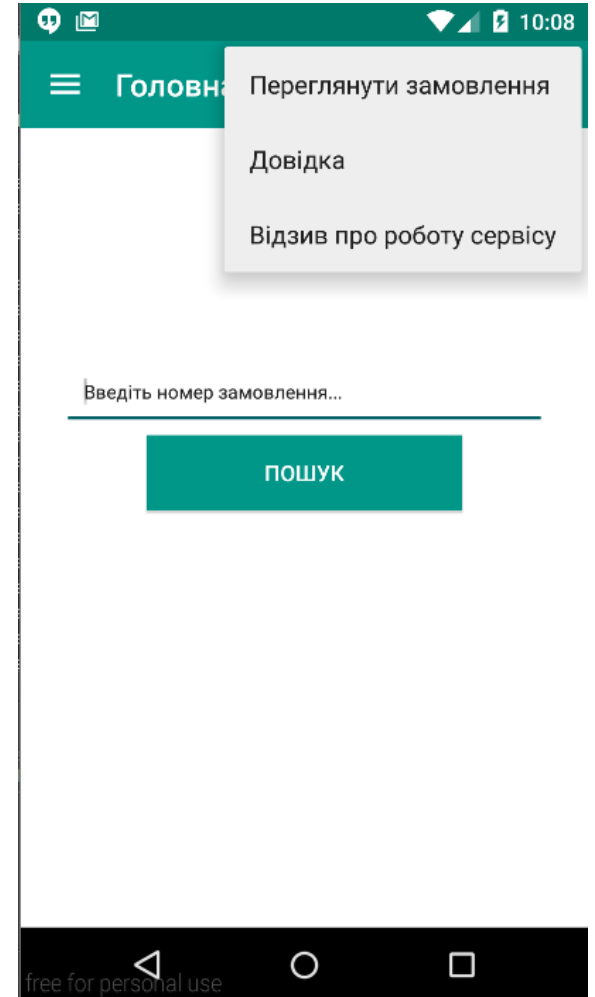 10:08
Головна
Переглянути замовлення
Довідка
Відзив про роботу сервісу
Введіть номер замовлення...
ПОШУК
free for personal use